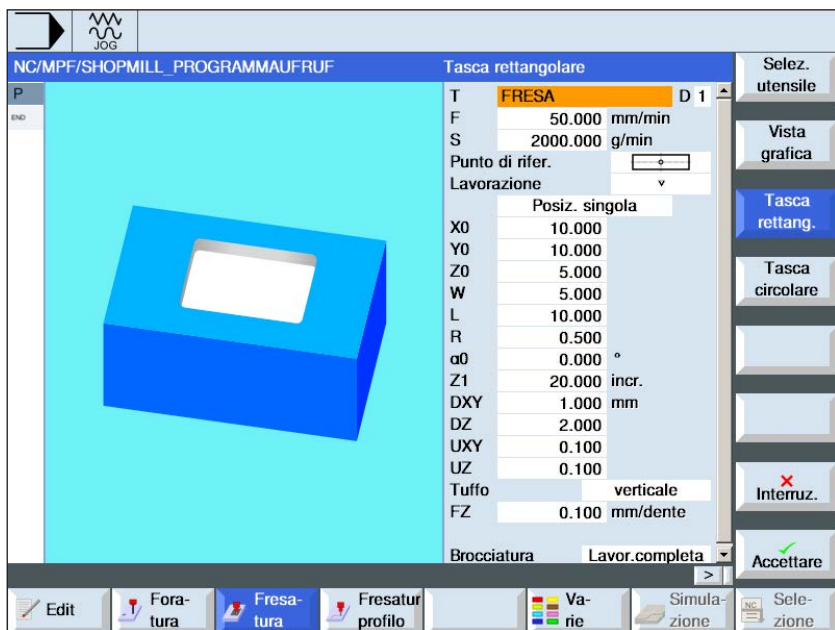 JOG
NC/MPF/SHOPMILL_PROGRAMMAUFRUF
Tasca rettangolare
P
END
T FRESA D 1
F 50.000 mm/min
S 2000.000 g/min
Punto di rifer.
Lavorazione v
Posiz. singola
X0 10.000
Y0 10.000
Z0 5.000
W 5.000
L 10.000
R 0.500
α0 0.000 °
Z1 20.000 incr.
DXY 1.000 mm
DZ 2.000
UXY 0.100
UZ 0.100
Tuffo verticale
FZ 0.100 mm/dente
Brocciatura Lavor.completa
>
Selez.
utensile
Vista
grafica
Tasca
rettang.
Tasca
circolare
Interruz.
Accettare
Edit
Fora-
tura
Fresa-
tura
Fresatur
profilo
Va-
rie
Simula-
zione
NC
Sele-
zione